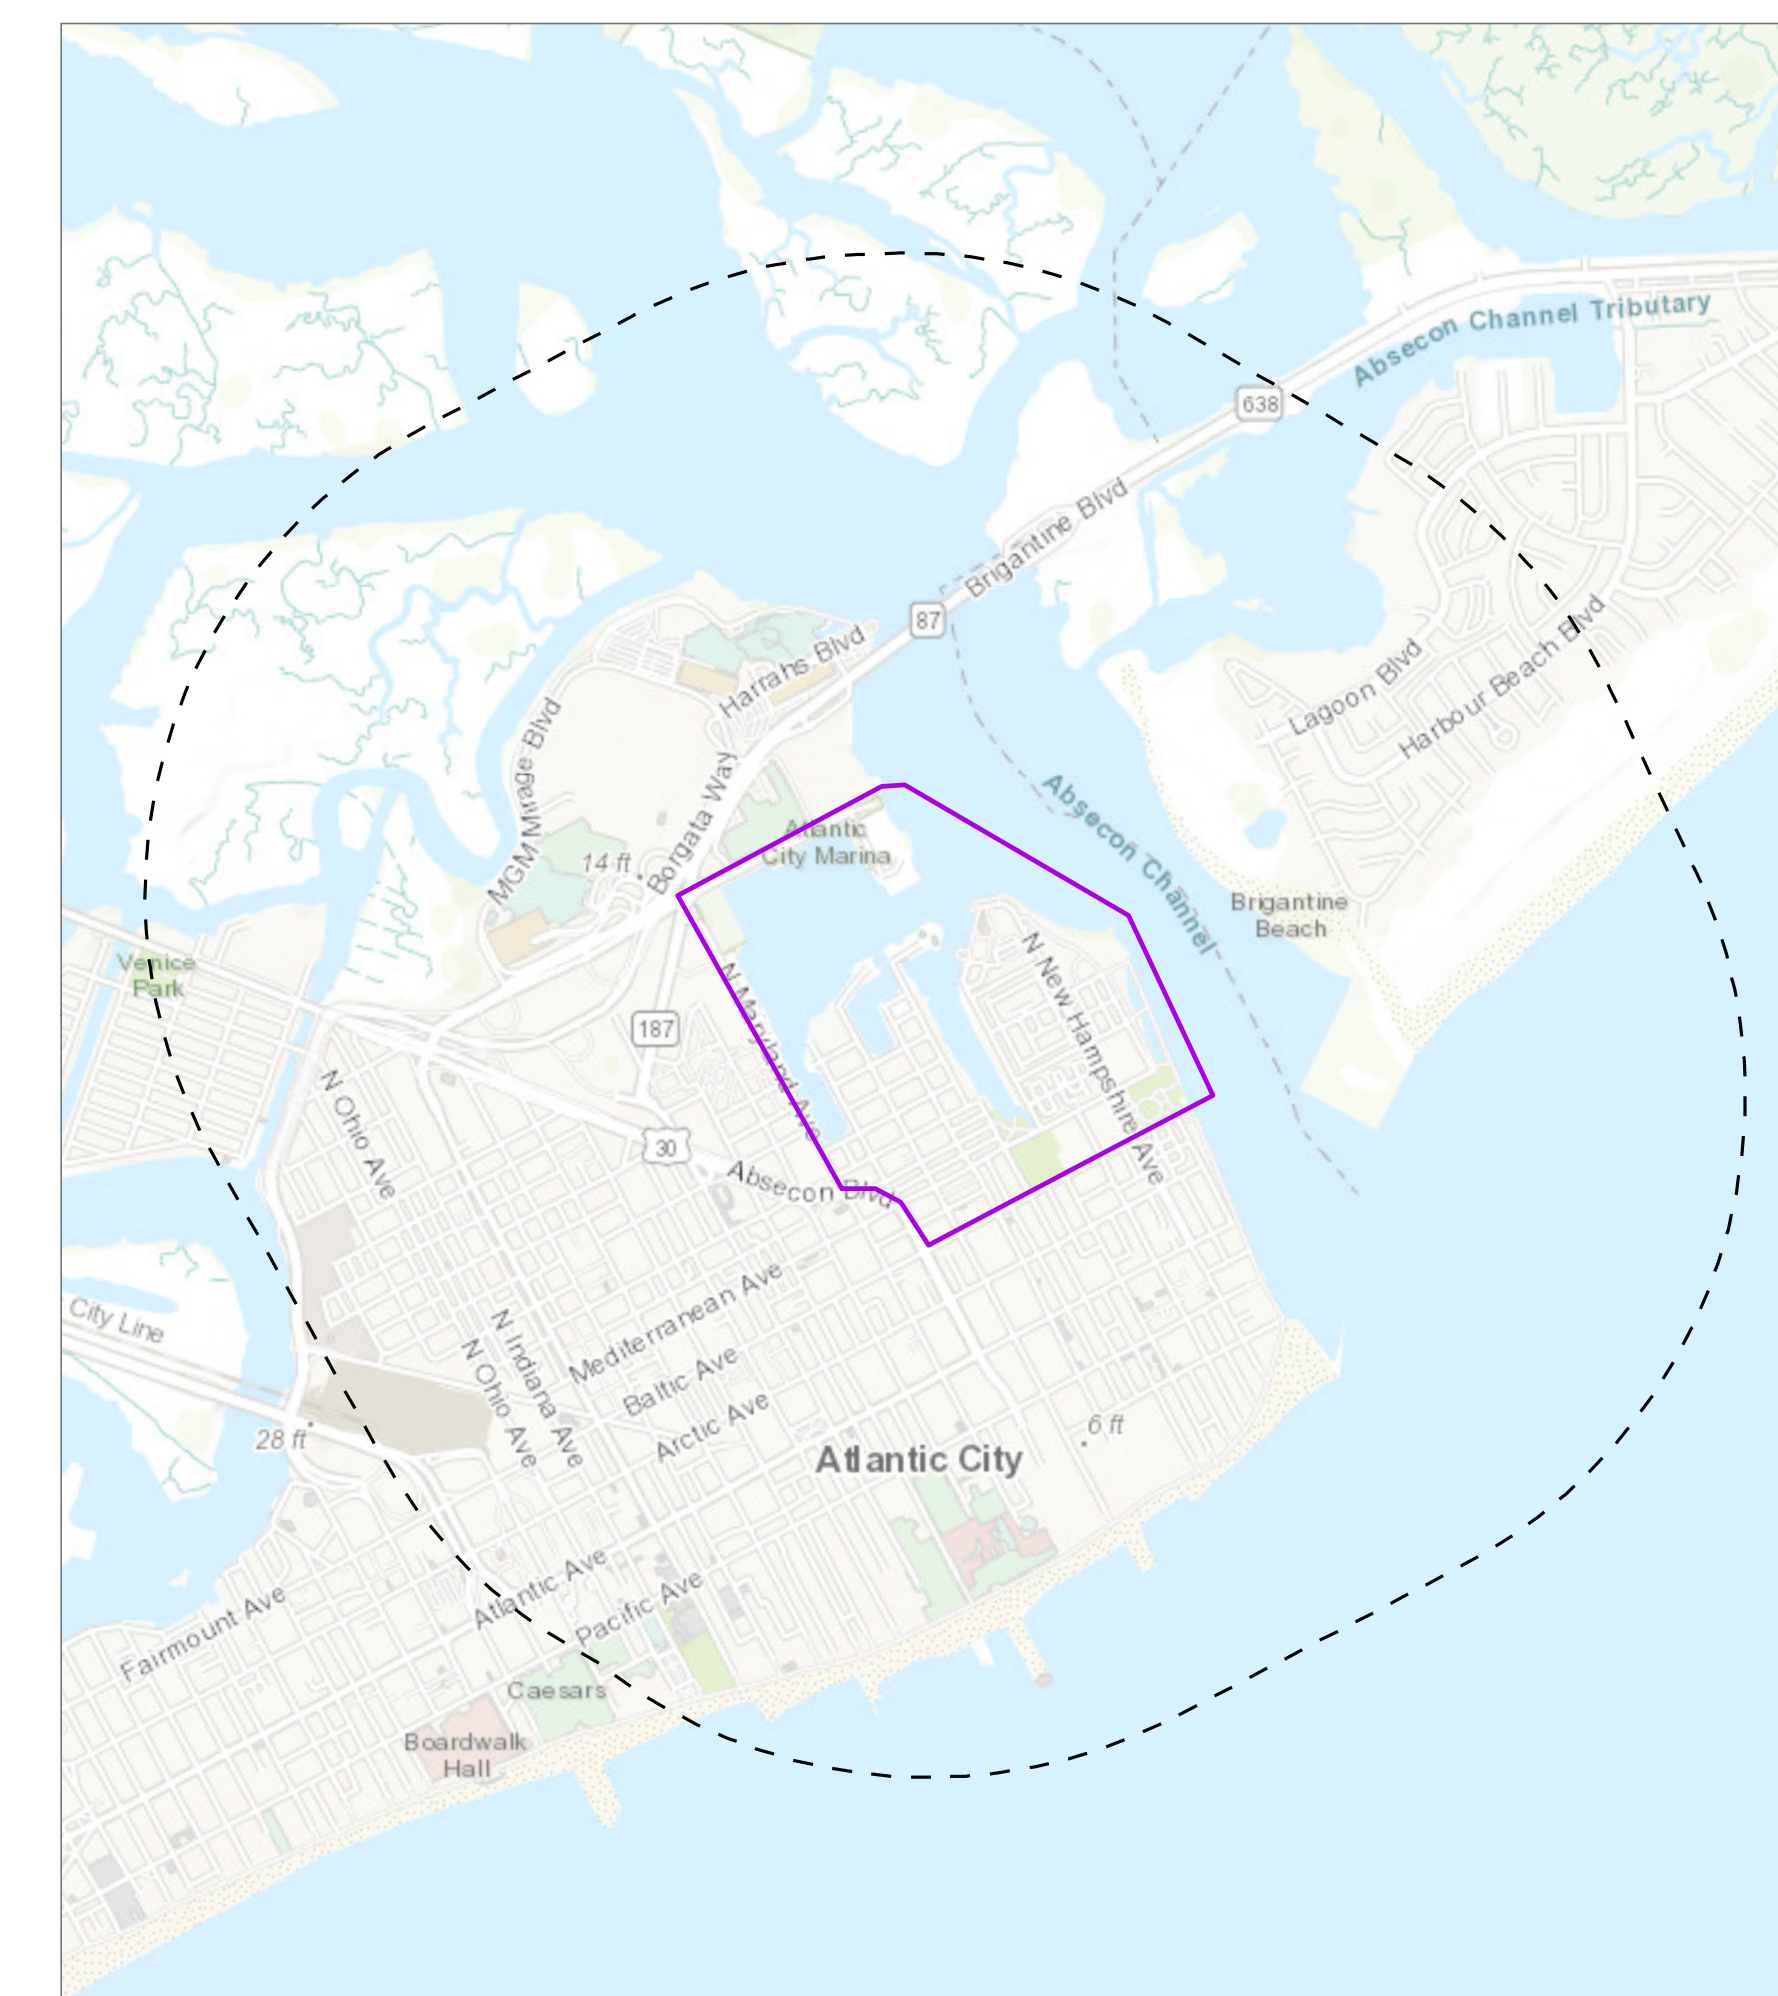 Absecon Channel Tributary
638
Brigantine Blvd
87
Harrahs Blvd
Lagoon Blvd
Harbour Beach Blvd
MGM Mirage Blvd
Borgata Way
Absecon Channel
Atlantic
City Marina
14 ft
Brigantine
Beach
Venice
Park
N Maryland Ave
N New Hampshire Ave
187
N Ohio Ave
30
Absecon Blvd
City Line
Mediterranean Ave
N Indiana Ave
N Ohio Ave
Baltic Ave
Arctic Ave
28 ft
6 ft
Atlantic City
Atlantic Ave
Pacific Ave
Fairmount Ave
Caesars
Boardwalk
Hall